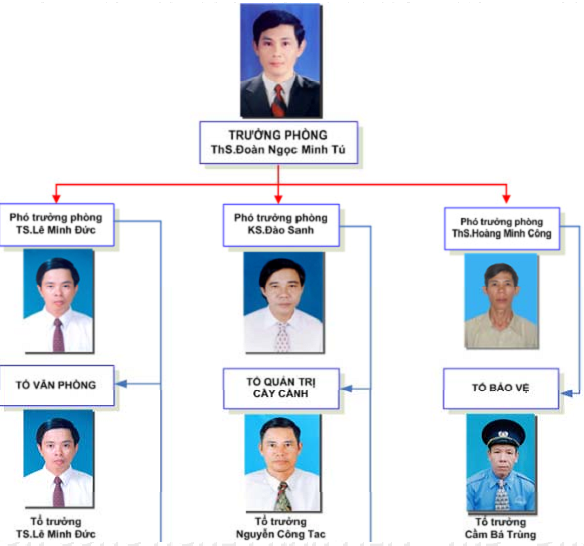 TRƯỞNG PHÒNG
ThS.Đoàn Ngọc Minh Tú
Phó trưởng phòng
TS.Lê Minh Đức
Phó trưởng phòng
KS.Đào Sanh
Phó trưởng phòng
ThS.Hoàng Minh Công
TỔ VĂN PHÒNG
TỔ QUẢN TRỊ
CÂY CẢNH
TỔ BẢO VỆ
Tổ trưởng
TS.Lê Minh Đức
Tổ trưởng
Nguyễn Công Tac
Tổ trưởng
Cầm Bá Trùng